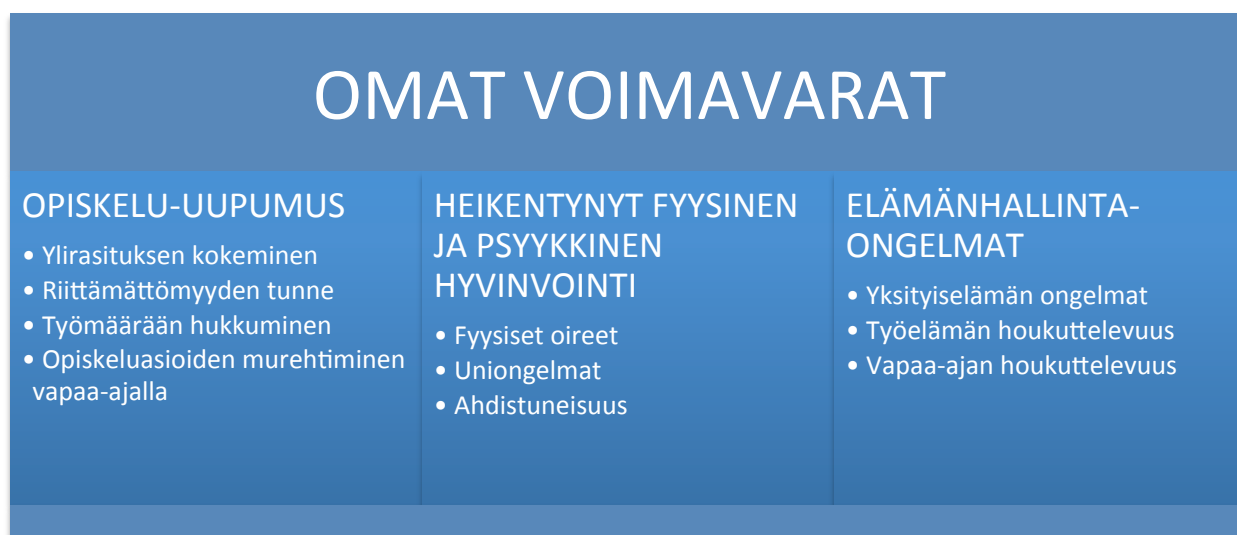 OMAT VOIMAVARAT
OPISKELU-UUPUMUS
• Ylirasituksen kokeminen
• Riittämättömyyden tunne
• Työmäärään hukkuminen
• Opiskeluasioiden murehtiminen
vapaa-ajalla
HEIKENTYNYT FYYSINEN
JA PSYYKKINEN
HYVINVOINTI
• Fyysiset oireet
• Uniongelmat
• Ahdistuneisuus
ELÄMÄNHALLINTA-
ONGELMAT
• Yksityiselämän ongelmat
• Työelämän houkuttelevuus
• Vapaa-ajan houkuttelevuus